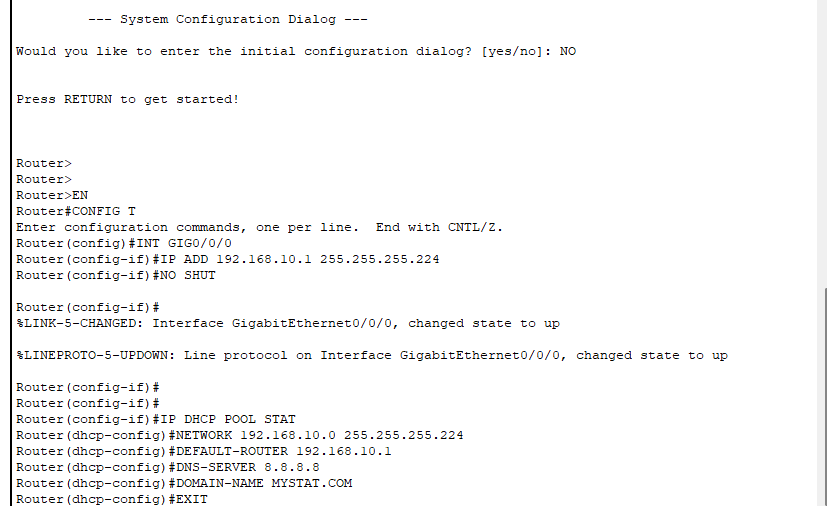 --- System Configuration Dialog ---
Would you like to enter the initial configuration dialog? [yes/no]: NO
Press RETURN to get started!
Router>
Router>
Router>EN
Router#CONFIG T
Enter configuration commands, one per line.  End with CNTL/Z.
Router(config)#INT GIG0/0/0
Router(config-if)#IP ADD 192.168.10.1 255.255.255.224
Router(config-if)#NO SHUT
Router(config-if)#
%LINK-5-CHANGED: Interface GigabitEthernet0/0/0, changed state to up
%LINEPROTO-5-UPDOWN: Line protocol on Interface GigabitEthernet0/0/0, changed state to up
Router(config-if)#
Router(config-if)#
Router(config-if)#IP DHCP POOL STAT
Router(dhcp-config)#NETWORK 192.168.10.0 255.255.255.224
Router(dhcp-config)#DEFAULT-ROUTER 192.168.10.1
Router(dhcp-config)#DNS-SERVER 8.8.8.8
Router(dhcp-config)#DOMAIN-NAME MYSTAT.COM
Router(dhcp-config)#EXIT